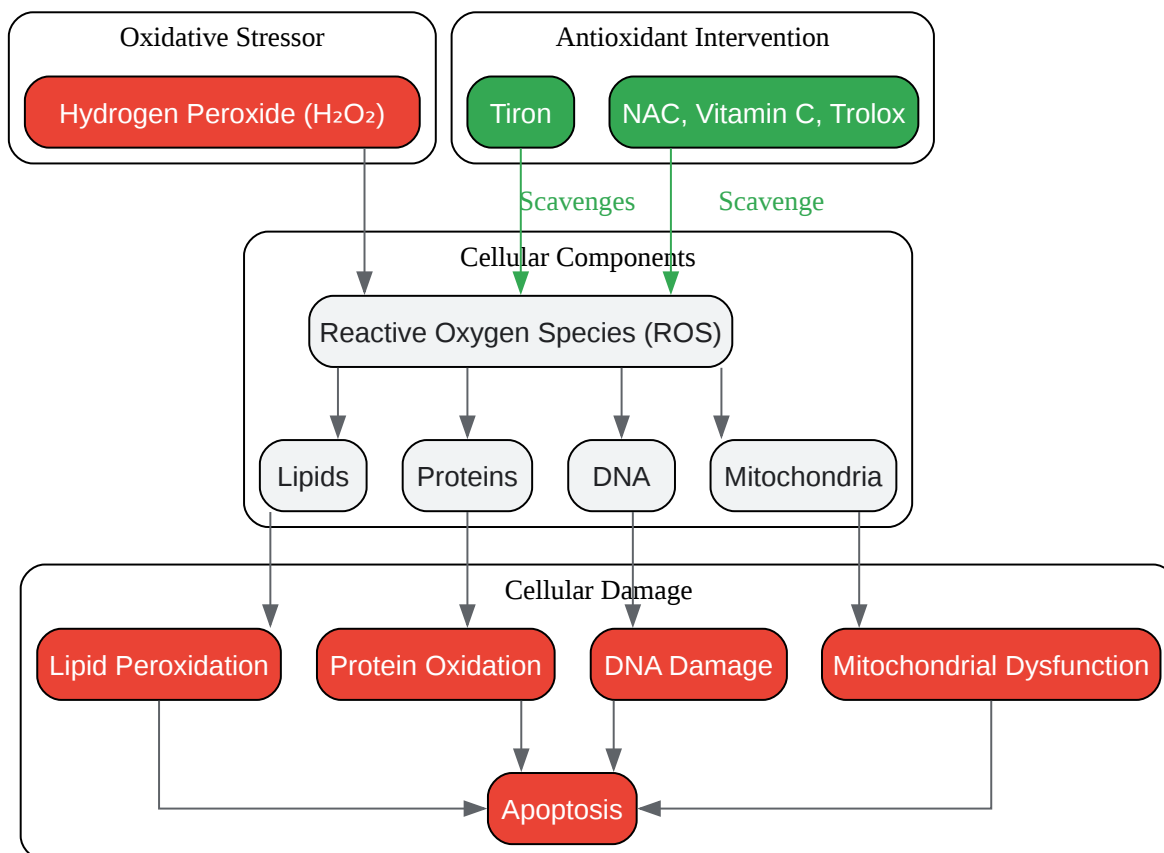 Oxidative Stressor
Antioxidant Intervention
Hydrogen Peroxide (H₂O₂)
Tiron
NAC, Vitamin C, Trolox
Scavenges
Scavenge
Cellular Components
Reactive Oxygen Species (ROS)
Lipids
Proteins
DNA
Mitochondria
Cellular Damage
Lipid Peroxidation
Protein Oxidation
DNA Damage
Mitochondrial Dysfunction
Apoptosis